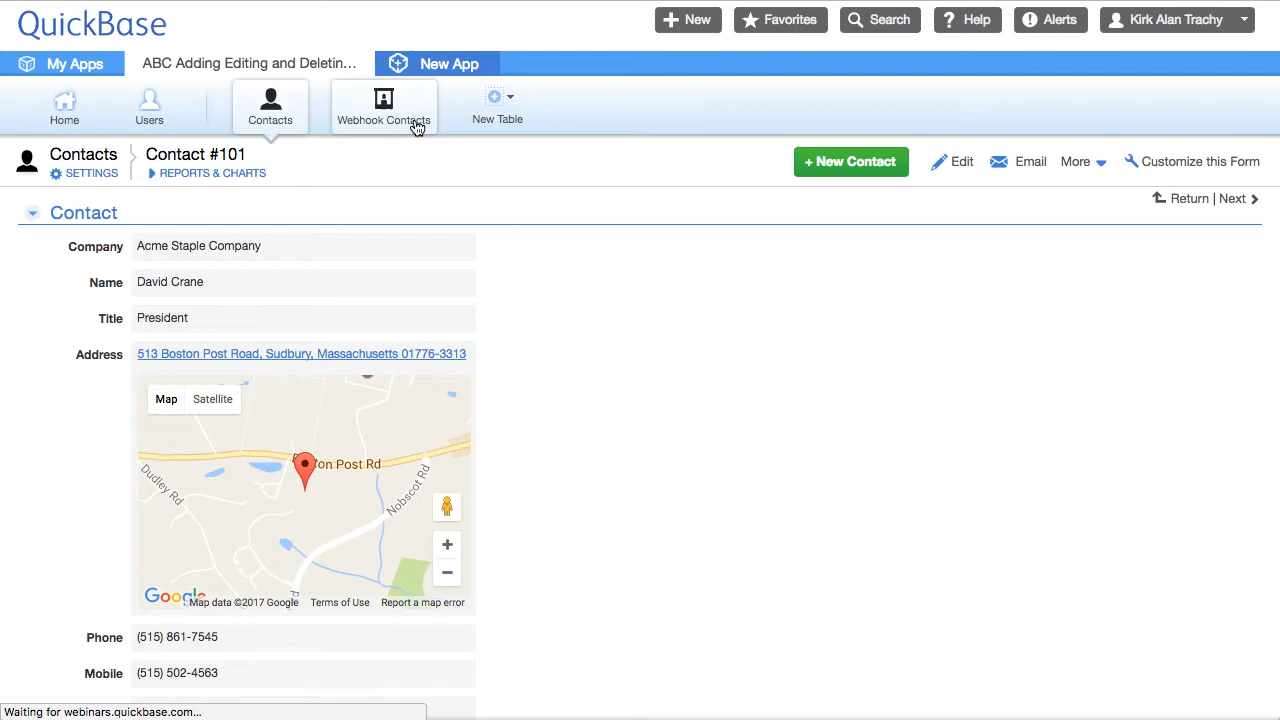 QuickBase
New
Favorites
Search
Help
Alerts
Kirk Alan Trachy
My Apps
ABC Adding Editing and Deletin...
New App
Home
Users
Contacts
Webhook Contacts
New Table
Contacts
Contact #101
SETTINGS
REPORTS & CHARTS
+ New Contact
Edit
Email
More
Customize this Form
Return | Next
Contact
Company Acme Staple Company
Name David Crane
Title President
Address 513 Boston Post Road, Sudbury, Massachusetts 01776-3313
Map Satellite
Post Rd
Dudley Rd
Nobscot Rd
Google
Map data ©2017 Google Terms of Use Report a map error
Phone (515) 861-7545
Mobile (515) 502-4563
Waiting for webinars.quickbase.com...